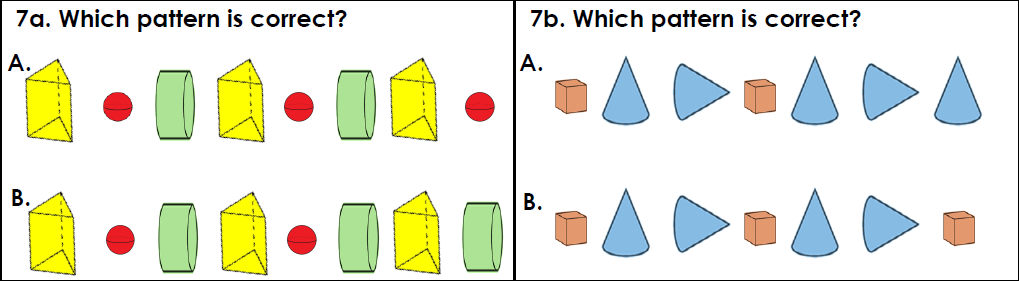 7a. Which pattern is correct?
A.
B.
7b. Which pattern is correct?
A.
B.